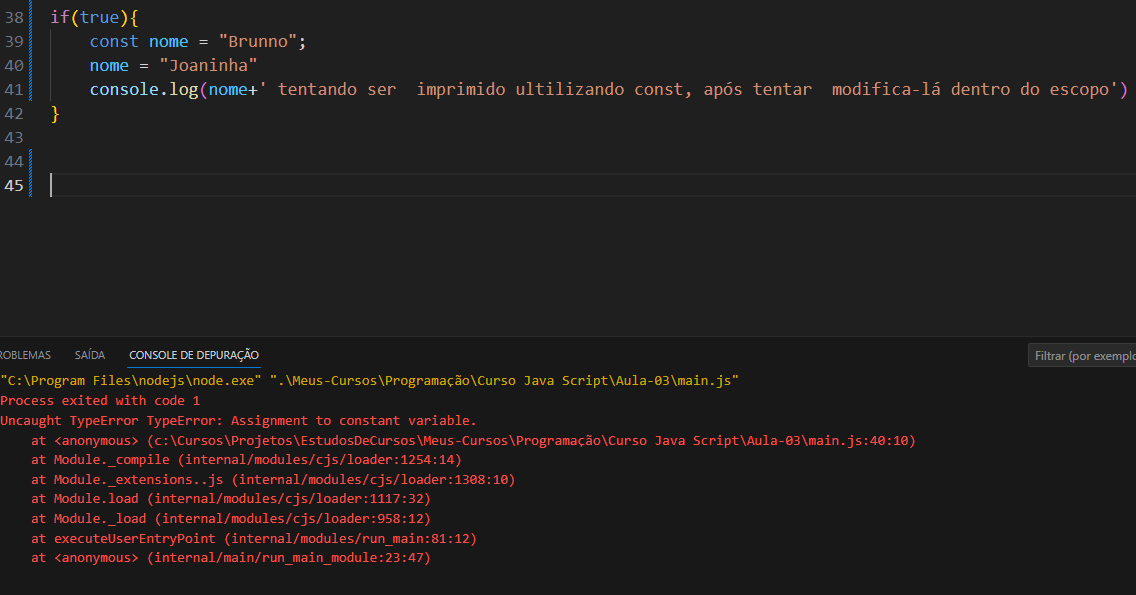 38 if(true){
39 const nome = "Brunno";
40 nome = "Joaninha"
41 console.log(nome+' tentando ser  imprimido ultilizando const, após tentar  modifica-lá dentro do escopo')
42 }
43
44
45
ROBLEMAS SAÍDA CONSOLE DE DEPURAÇÃO Filtrar (por exemplo
"C:\Program Files\nodejs\node.exe" ".\Meus-Cursos\Programação\Curso Java Script\Aula-03\main.js"
Process exited with code 1
Uncaught TypeError TypeError: Assignment to constant variable.
at <anonymous> (c:\Cursos\Projetos\EstudosDeCursos\Meus-Cursos\Programação\Curso Java Script\Aula-03\main.js:40:10)
at Module._compile (internal/modules/cjs/loader:1254:14)
at Module._extensions..js (internal/modules/cjs/loader:1308:10)
at Module.load (internal/modules/cjs/loader:1117:32)
at Module._load (internal/modules/cjs/loader:958:12)
at executeUserEntryPoint (internal/modules/run_main:81:12)
at <anonymous> (internal/main/run_main_module:23:47)